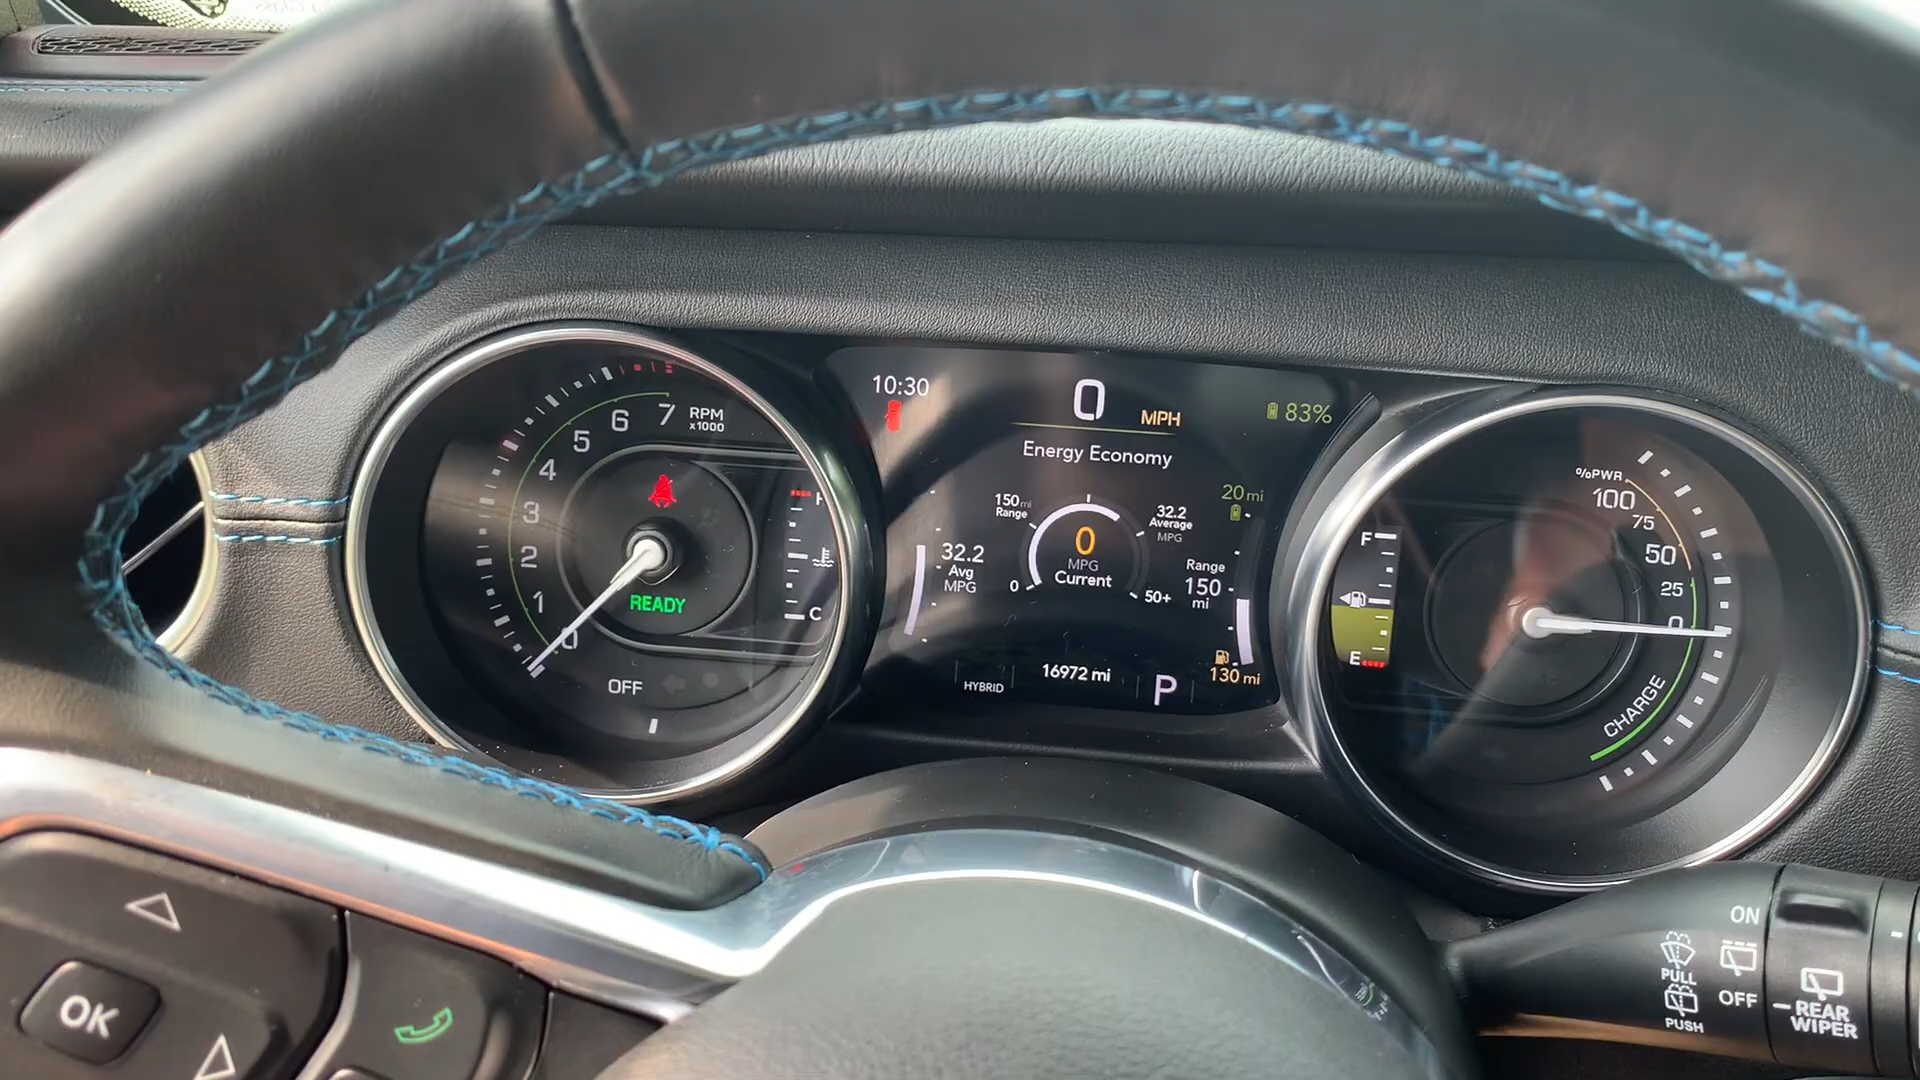 7
RPM
x1000
6
5
4
3
2
1
0
OFF
READY
H
C
10:30
0
MPH
83%
Energy Economy
150 mi
Range
32.2
Average
MPG
20 mi
32.2
Avg
MPG
0
MPG
Current
0
50+
Range
150
mi
HYBRID
16972 mi
P
130 mi
F
E
%PWR
100
75
50
25
0
CHARGE
OK
ON
PULL
OFF
PUSH
REAR
WIPER